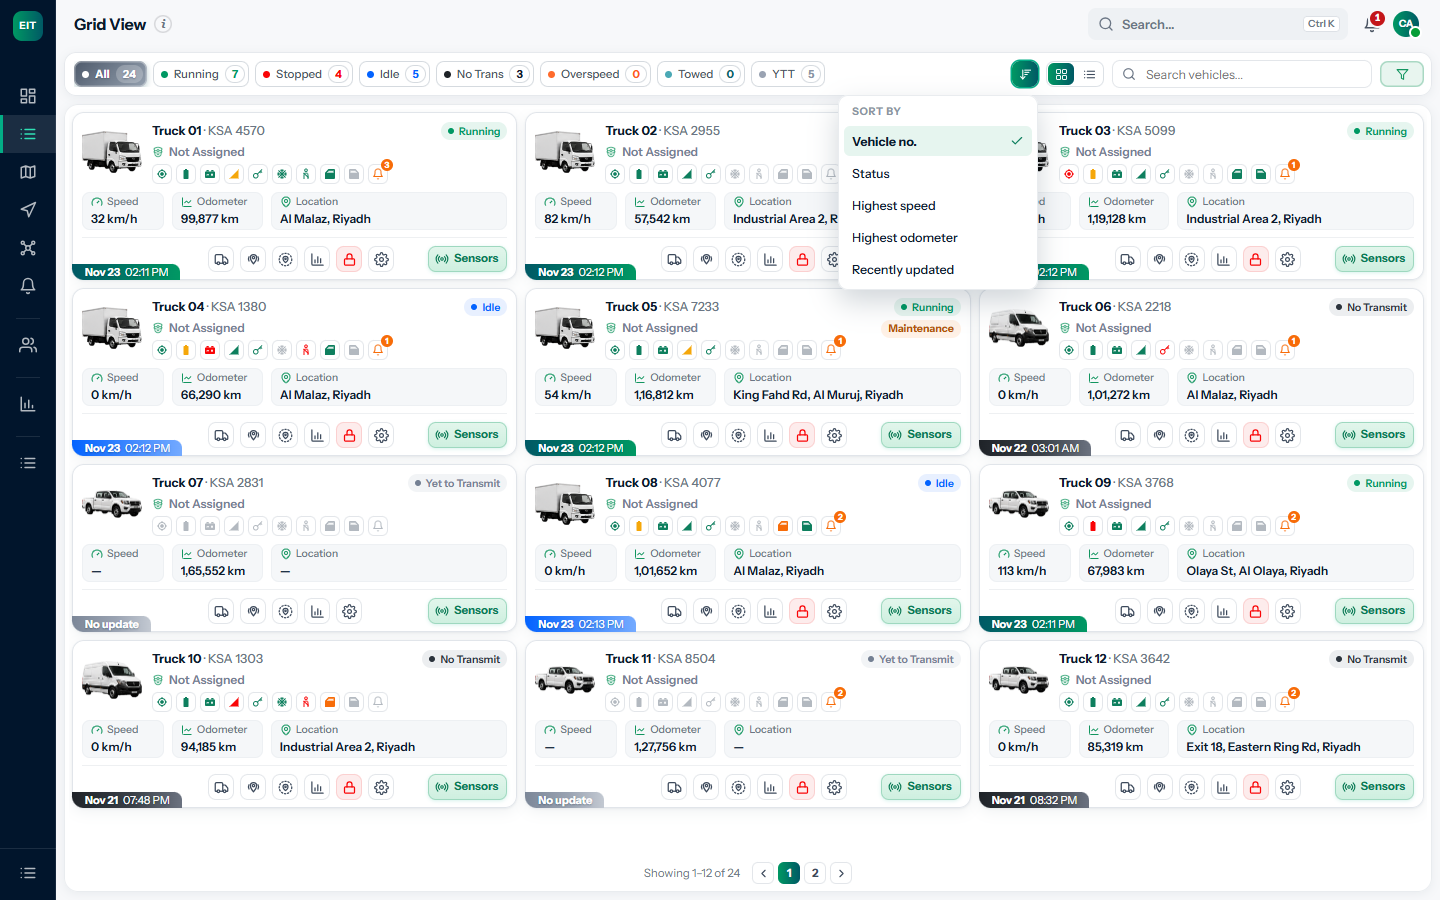 EIT
Grid View
Search...
Ctrl K
1
CA
All 24
Running 7
Stopped 4
Idle 5
No Trans 3
Overspeed 0
Towed 0
YTT 5
Search vehicles...
SORT BY
Vehicle no.
Status
Highest speed
Highest odometer
Recently updated
Truck 01 · KSA 4570
Running
Not Assigned
3
Speed
32 km/h
Odometer
99,877 km
Location
Al Malaz, Riyadh
Nov 23 02:11 PM
Sensors
Truck 02 · KSA 2955
Not Assigned
Speed
82 km/h
Odometer
57,542 km
Location
Industrial Area 2, R
Nov 23 02:12 PM
Truck 03 · KSA 5099
Running
Not Assigned
1
Speed
h
Odometer
1,19,128 km
Location
Industrial Area 2, Riyadh
2:12 PM
Sensors
Truck 04 · KSA 1380
Idle
Not Assigned
1
Speed
0 km/h
Odometer
66,290 km
Location
Al Malaz, Riyadh
Nov 23 02:12 PM
Sensors
Truck 05 · KSA 7233
Running
Not Assigned
Maintenance
1
Speed
54 km/h
Odometer
1,16,812 km
Location
King Fahd Rd, Al Muruj, Riyadh
Nov 23 02:12 PM
Sensors
Truck 06 · KSA 2218
No Transmit
Not Assigned
1
Speed
0 km/h
Odometer
1,01,272 km
Location
Al Malaz, Riyadh
Nov 22 03:01 AM
Sensors
Truck 07 · KSA 2831
Yet to Transmit
Not Assigned
Speed
—
Odometer
1,65,552 km
Location
—
No update
Sensors
Truck 08 · KSA 4077
Idle
Not Assigned
2
Speed
0 km/h
Odometer
1,01,652 km
Location
Al Malaz, Riyadh
Nov 23 02:13 PM
Sensors
Truck 09 · KSA 3768
Running
Not Assigned
2
Speed
113 km/h
Odometer
67,983 km
Location
Olaya St, Al Olaya, Riyadh
Nov 23 02:11 PM
Sensors
Truck 10 · KSA 1303
No Transmit
Not Assigned
Speed
0 km/h
Odometer
94,185 km
Location
Industrial Area 2, Riyadh
Nov 21 07:48 PM
Sensors
Truck 11 · KSA 8504
Yet to Transmit
Not Assigned
2
Speed
—
Odometer
1,27,756 km
Location
—
No update
Sensors
Truck 12 · KSA 3642
No Transmit
Not Assigned
2
Speed
0 km/h
Odometer
85,319 km
Location
Exit 18, Eastern Ring Rd, Riyadh
Nov 21 08:32 PM
Sensors
Showing 1–12 of 24
1
2